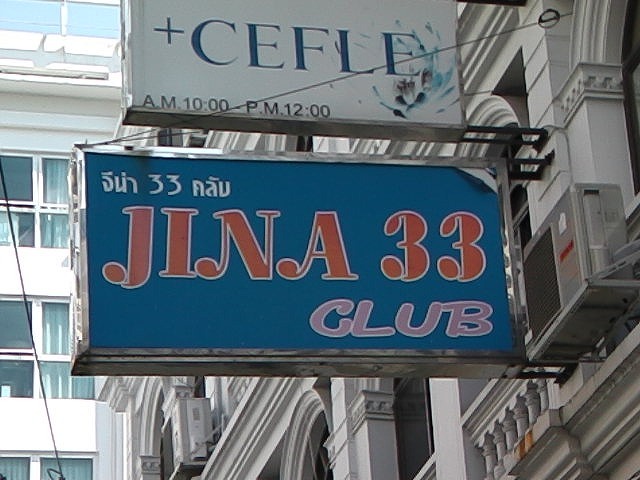 +CEFLE
A.M.10:00 - P.M.12:00
จีน่า 33 คลับ
JINA 33
CLUB